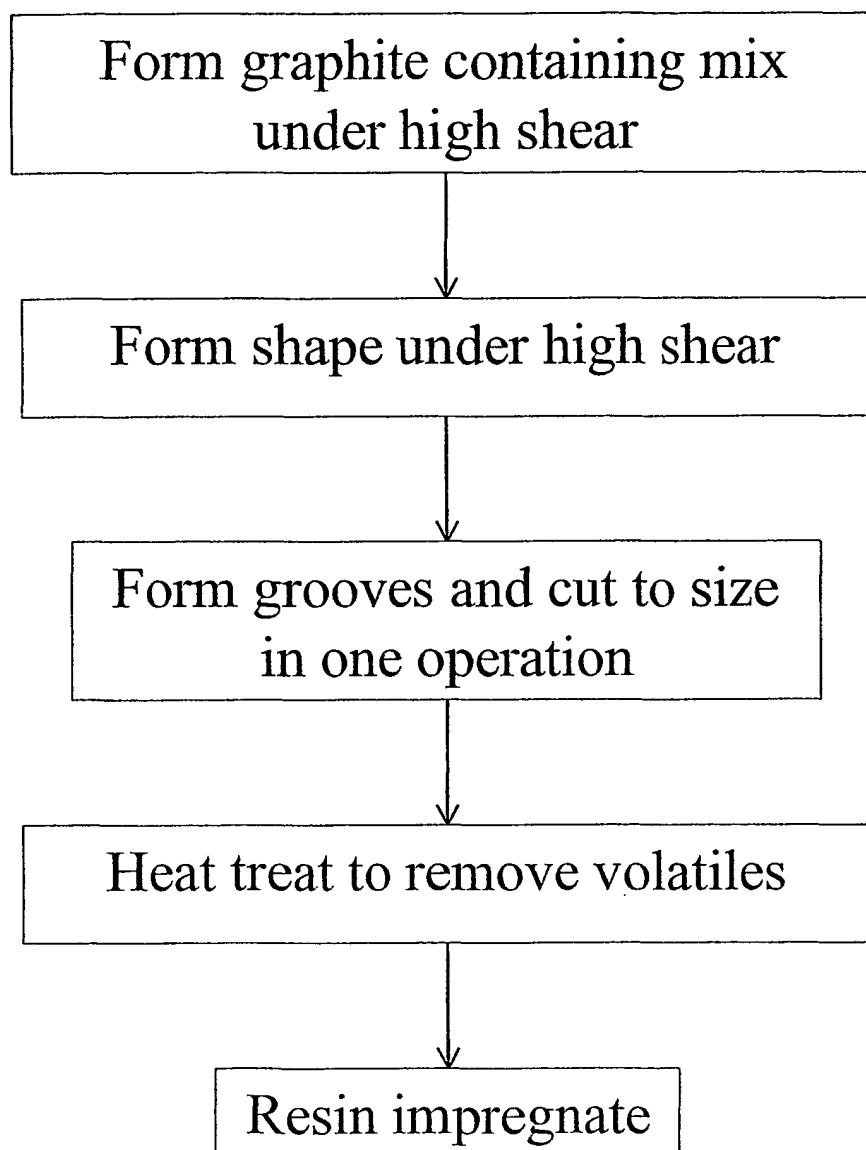 Form graphite containing mix
under high shear
Form shape under high shear
Form grooves and cut to size
in one operation
Heat treat to remove volatiles
Resin impregnate